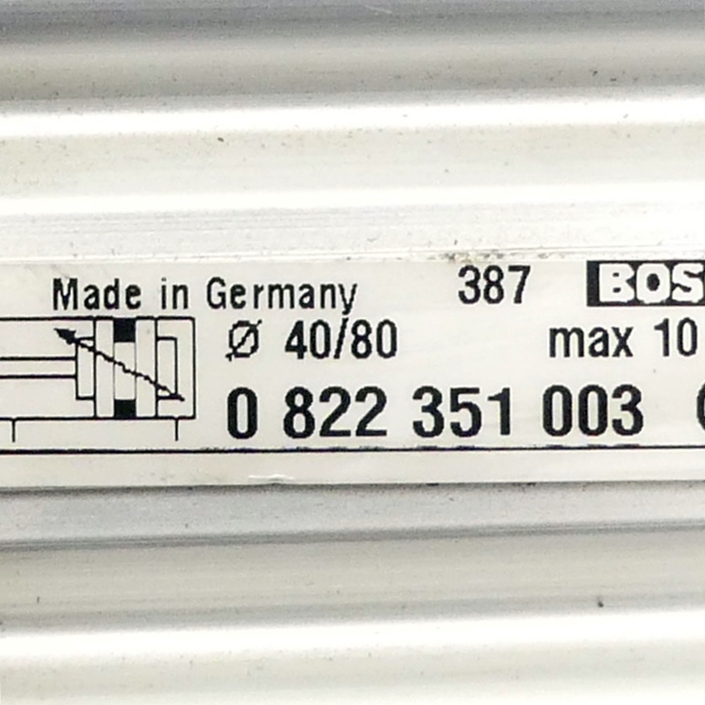 Made in Germany 387 BOS
Ø 40/80 max 10
0 822 351 003